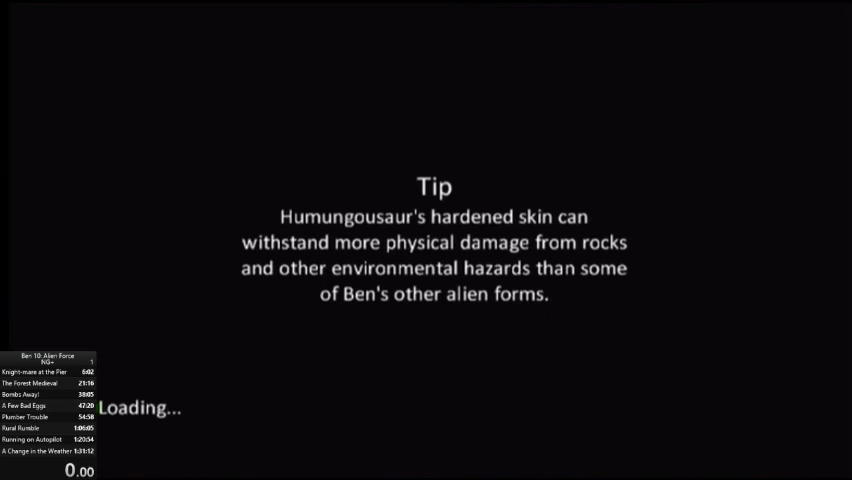 Tip
Humungousaur's hardened skin can
withstand more physical damage from rocks
and other environmental hazards than some
of Ben's other alien forms.
Ben 10: Alien Force
NG+ 1
Knight-mare at the Pier 6:02
The Forest Medieval 21:16
Bombs Away! 38:05
A Few Bad Eggs 47:20
Plumber Trouble 54:58
Rural Rumble 1:06:05
Running on Autopilot 1:20:54
A Change in the Weather 1:31:12
0.00
Loading...